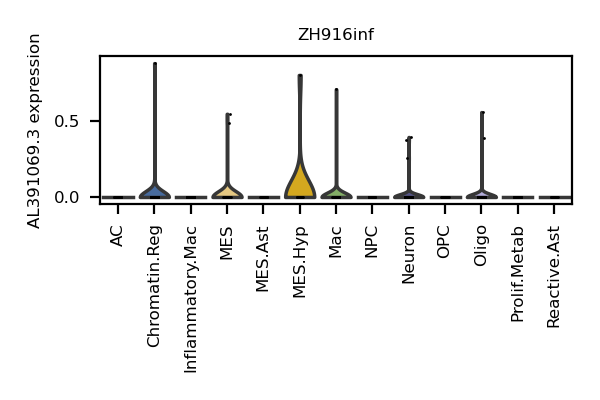 ZH916inf
AL391069.3 expression
0.5
0.0
AC
Chromatin.Reg
Inflammatory.Mac
MES
MES.Ast
MES.Hyp
Mac
NPC
Neuron
OPC
Oligo
Prolif.Metab
Reactive.Ast